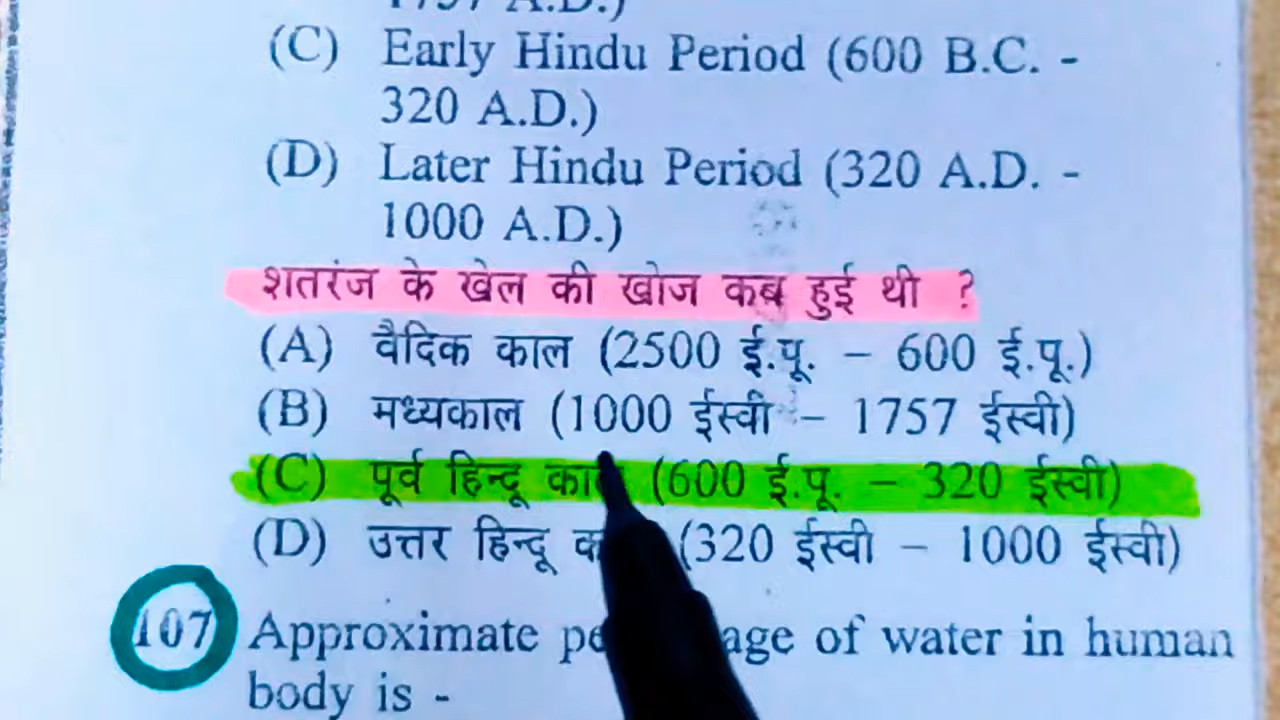 1757 A.D.)
(C) Early Hindu Period (600 B.C. -
320 A.D.)
(D) Later Hindu Period (320 A.D. -
1000 A.D.)
शतरंज के खेल की खोज कब हुई थी ?
(A) वैदिक काल (2500 ई.पू. – 600 ई.पू.)
(B) मध्यकाल (1000 ईस्वी – 1757 ईस्वी)
(C) पूर्व हिन्दू काल (600 ई.पू. – 320 ईस्वी)
(D) उत्तर हिन्दू (320 ईस्वी – 1000 ईस्वी)
107 Approximate of water in human
body is -